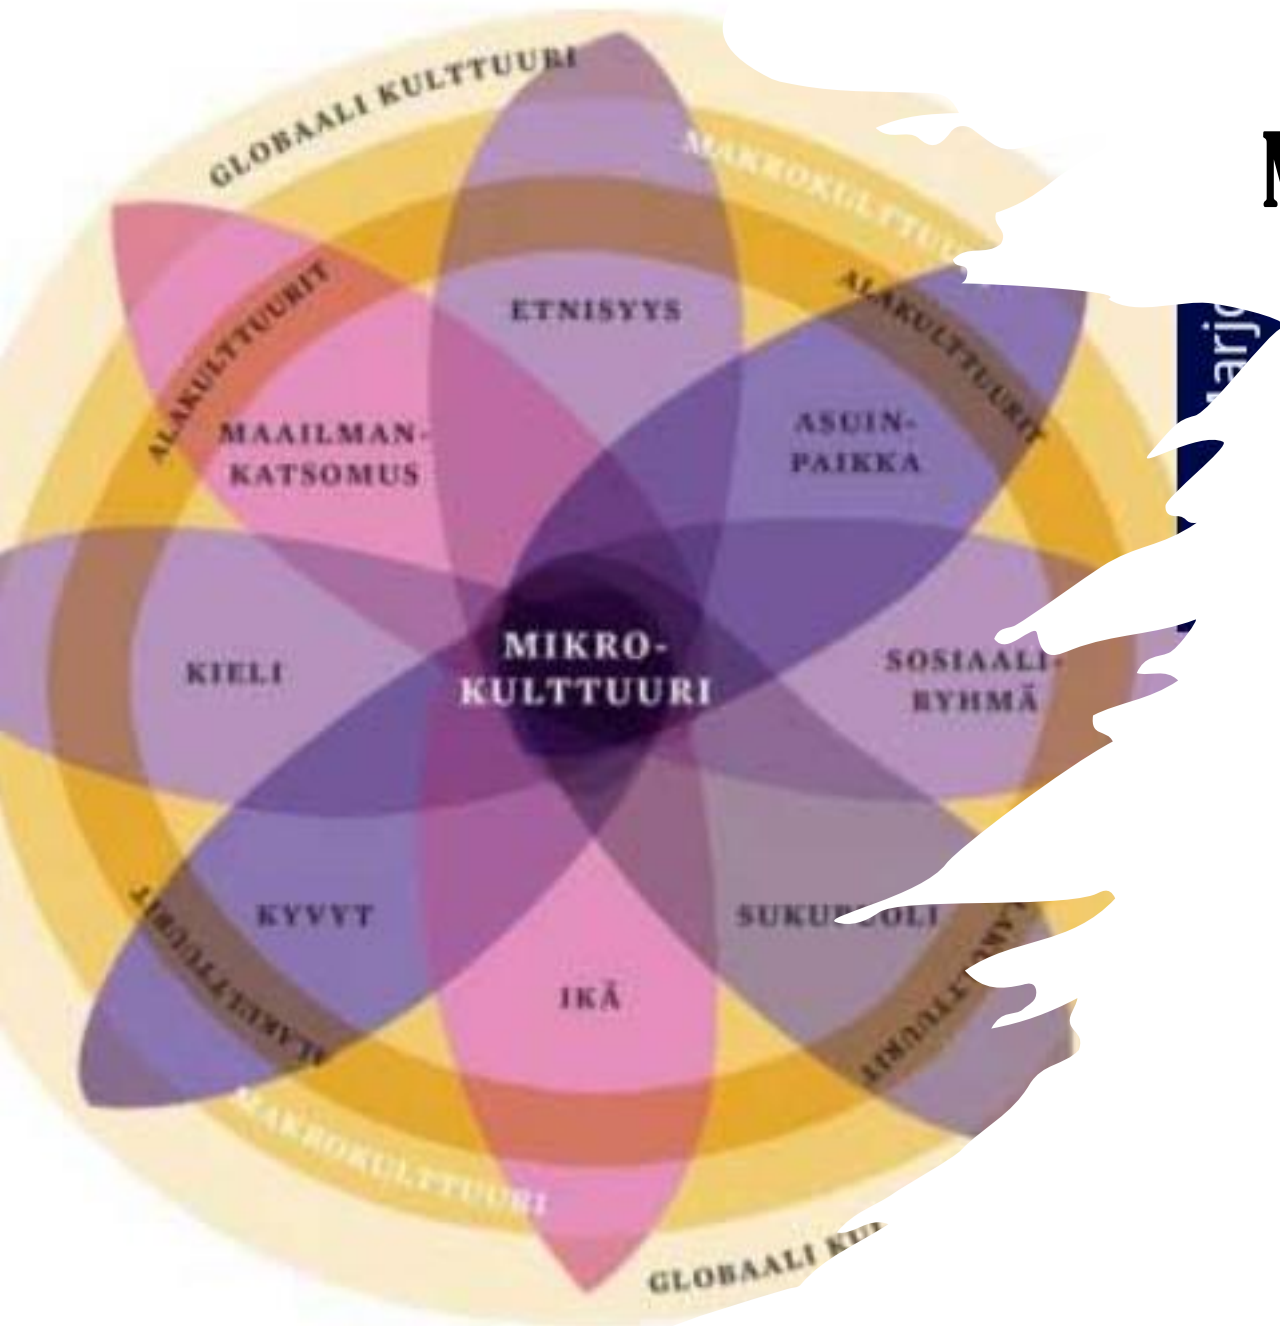 GLOBAALI KULTTUURI
ETNISYYS
ALAKULTTUURIT
ALAKULTTUURIT
MAAILMAN-
KATSOMUS
ASUIN-
PAIKKA
MIKRO-
KULTTUURI
KIELI
SOSIAALI-
RYHMÄ
KYVYT
IKÄ
ALAKULTTUURIT
MAKROKULTTUURI
GLOBAALI